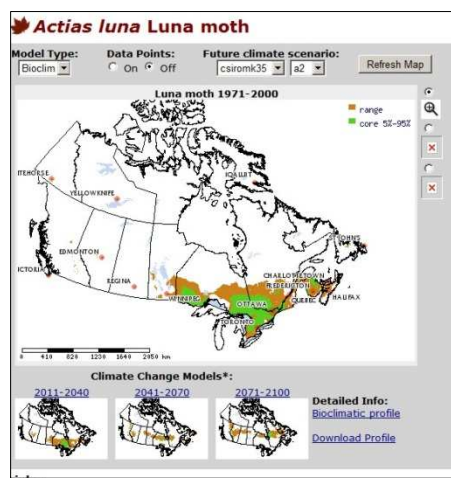 Actias luna Luna moth
Model Type: Data Points: Future climate scenario:
Bioclim On Off csiromk35 a2 Refresh Map
Luna moth 1971-2000
range
core 5%-95%
ITEHORSE
YELLOWKNIFE
IQALUIT
ST JOHNS
EDMONTON
VICTORIA
REGINA
WINNIPEG
CHARLOTTETOWN
FREDERICTON
OTTAWA
QUEBEC
HALIFAX
TORONTO
0 410 820 1230 1640 2050 km
Climate Change Models*:
2011-2040 2041-2070 2071-2100
Detailed Info:
Bioclimatic profile
Download Profile